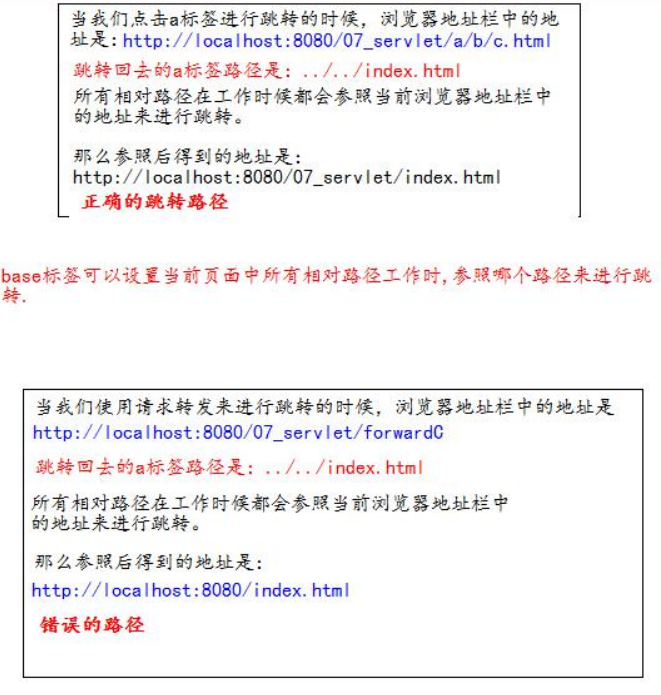 当我们点击a标签进行跳转的时候，浏览器地址栏中的地
址是：http://localhost:8080/07_servlet/a/b/c.html
跳转回去的a标签路径是：../../index.html
所有相对路径在工作时候都会参照当前浏览器地址栏中
的地址来进行跳转。
那么参照后得到的地址是：
http://localhost:8080/07_servlet/index.html
正确的跳转路径
base标签可以设置当前页面中所有相对路径工作时,参照哪个路径来进行跳
转.
当我们使用请求转发来进行跳转的时候，浏览器地址栏中的地址是
http://localhost:8080/07_servlet/forwardC
跳转回去的a标签路径是：../../index.html
所有相对路径在工作时候都会参照当前浏览器地址栏中
的地址来进行跳转。
那么参照后得到的地址是：
http://localhost:8080/index.html
错误的路径